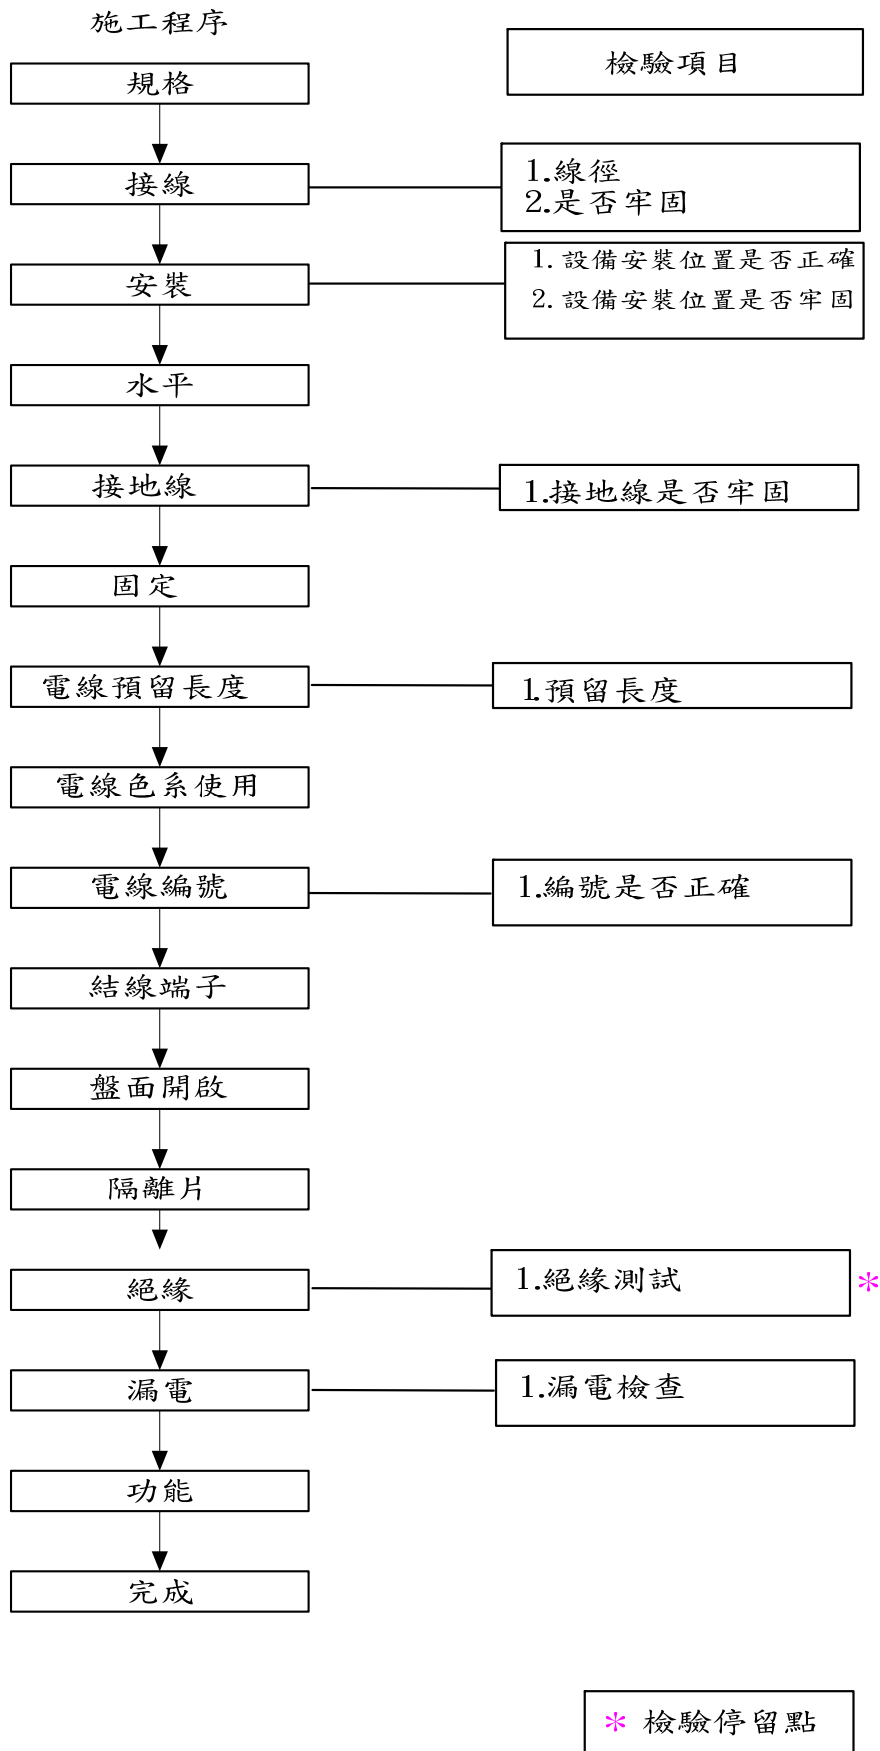 施工程序
檢驗項目
規格
接線
1.線徑
2.是否牢固
安裝
1.設備安裝位置是否正確
2.設備安裝位置是否牢固
水平
接地線
1.接地線是否牢固
固定
電線預留長度
1.預留長度
電線色系使用
電線編號
1.編號是否正確
結線端子
盤面開啟
隔離片
絕緣
1.絕緣測試
*
漏電
1.漏電檢查
功能
完成
* 檢驗停留點